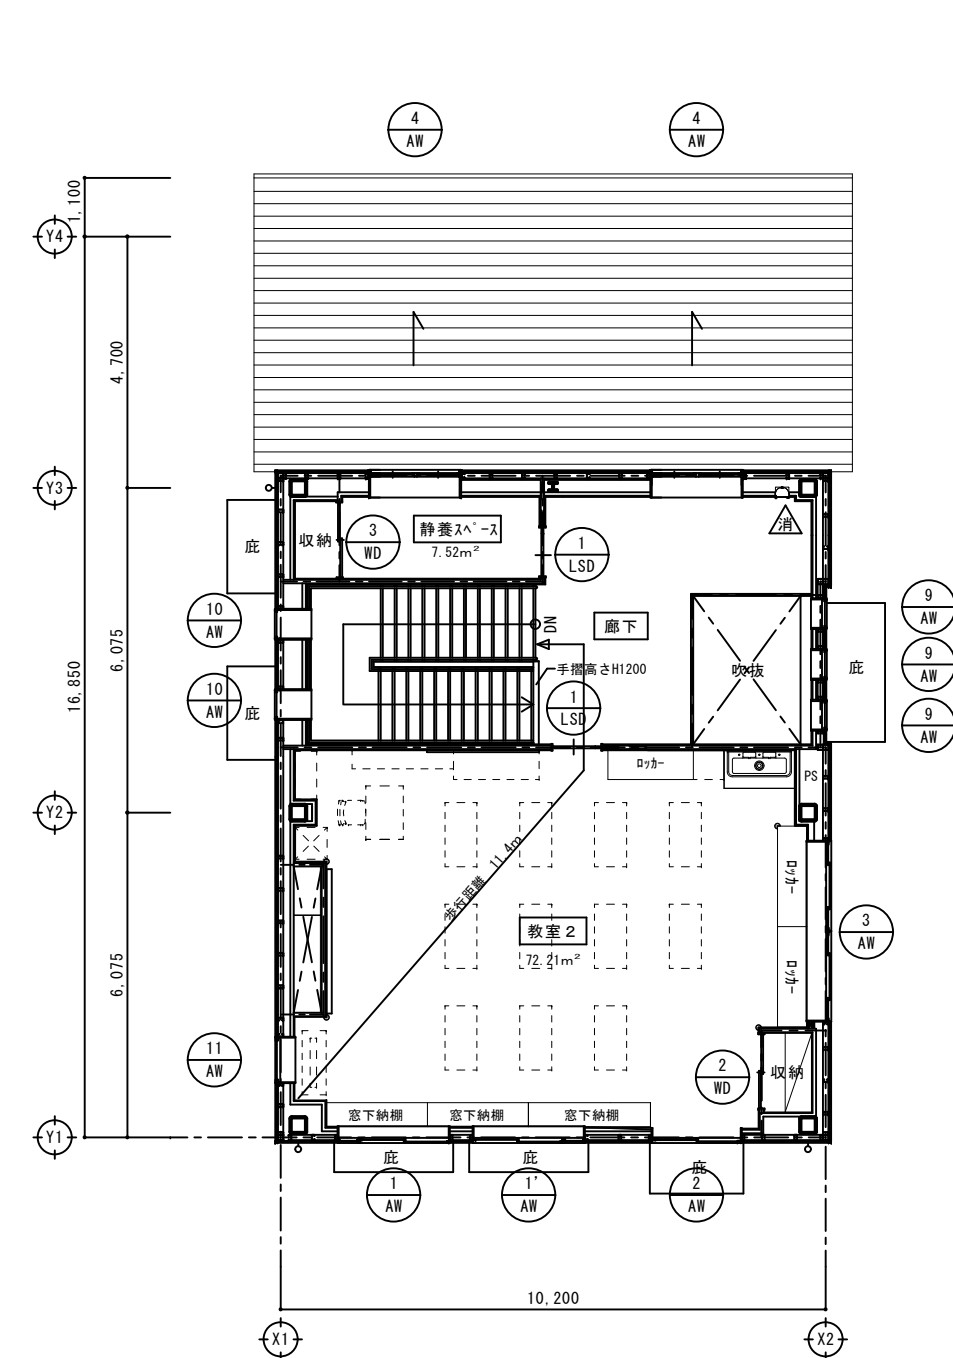 4
AW
4
AW
1,100
Y4
4,700
Y3
収納
3
WD
静養ｽﾍﾟｰｽ
7.52m²
1
LSD
消
庇
10
AW
DN
廊下
9
AW
6,075
16,850
手摺高さH1200
吹抜
9
AW
庇
10
AW
庇
1
LSD
9
AW
ﾛｯｶｰ
PS
Y2
歩行距離 11.4m
ﾛｯｶｰ
教室２
72.21m²
3
AW
6,075
ﾛｯｶｰ
11
AW
2
WD
収納
窓下納棚
窓下納棚
窓下納棚
Y1
庇
庇
庇
1
AW
1'
AW
2
AW
10,200
X1
X2